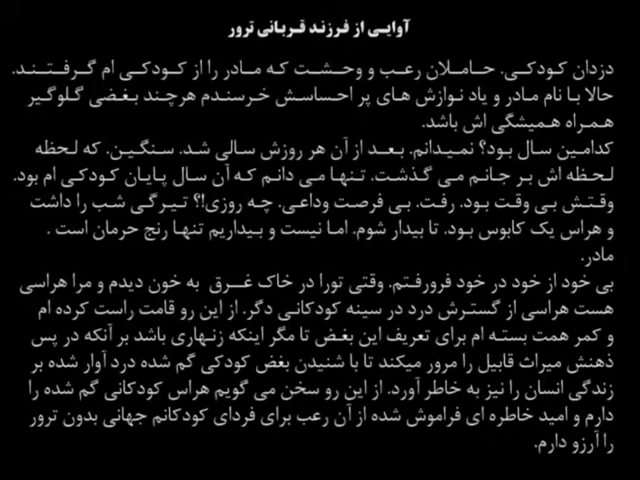 آوایی از فرزند قربانی ترور
دزدان کودکی. حاملان رعب و وحشت که مادر را از کودکی ام گرفتند.
حالا با نام مادر و یاد نوازش های پر احساسش خرسندم هرچند بغضی گلوگیر
همراه همیشگی اش باشد.
کدامین سال بود؟ نمیدانم. بعد از آن هر روزش سالی شد. سنگین. که لحظه
لحظه اش بر جانم می گذشت. تنها می دانم که آن سال پایان کودکی ام بود.
وقتش بی وقت بود. رفت. بی فرصت وداعی. چه روزی!؟ تیرگی شب را داشت
و هراس یک کابوس بود. تا بیدار شوم. اما نیست و بیداریم تنها رنج حرمان است .
مادر.
بی خود از خود در خود فرورفتم. وقتی تورا در خاک غرق به خون دیدم و مرا هراسی
هست هراسی از گسترش درد در سینه کودکانی دگر. از این رو قامت راست کرده ام
و کمر همت بسته ام برای تعریف این بغض تا مگر اینکه زنهاری باشد بر آنکه در پس
ذهنش میراث قابیل را مرور میکند تا با شنیدن بغض کودکی گم شده درد آوار شده بر
زندگی انسان را نیز به خاطر آورد. از این رو سخن می گویم هراس کودکانی گم شده را
دارم و امید خاطره ای فراموش شده از آن رعب برای فردای کودکانم جهانی بدون ترور
را آرزو دارم.